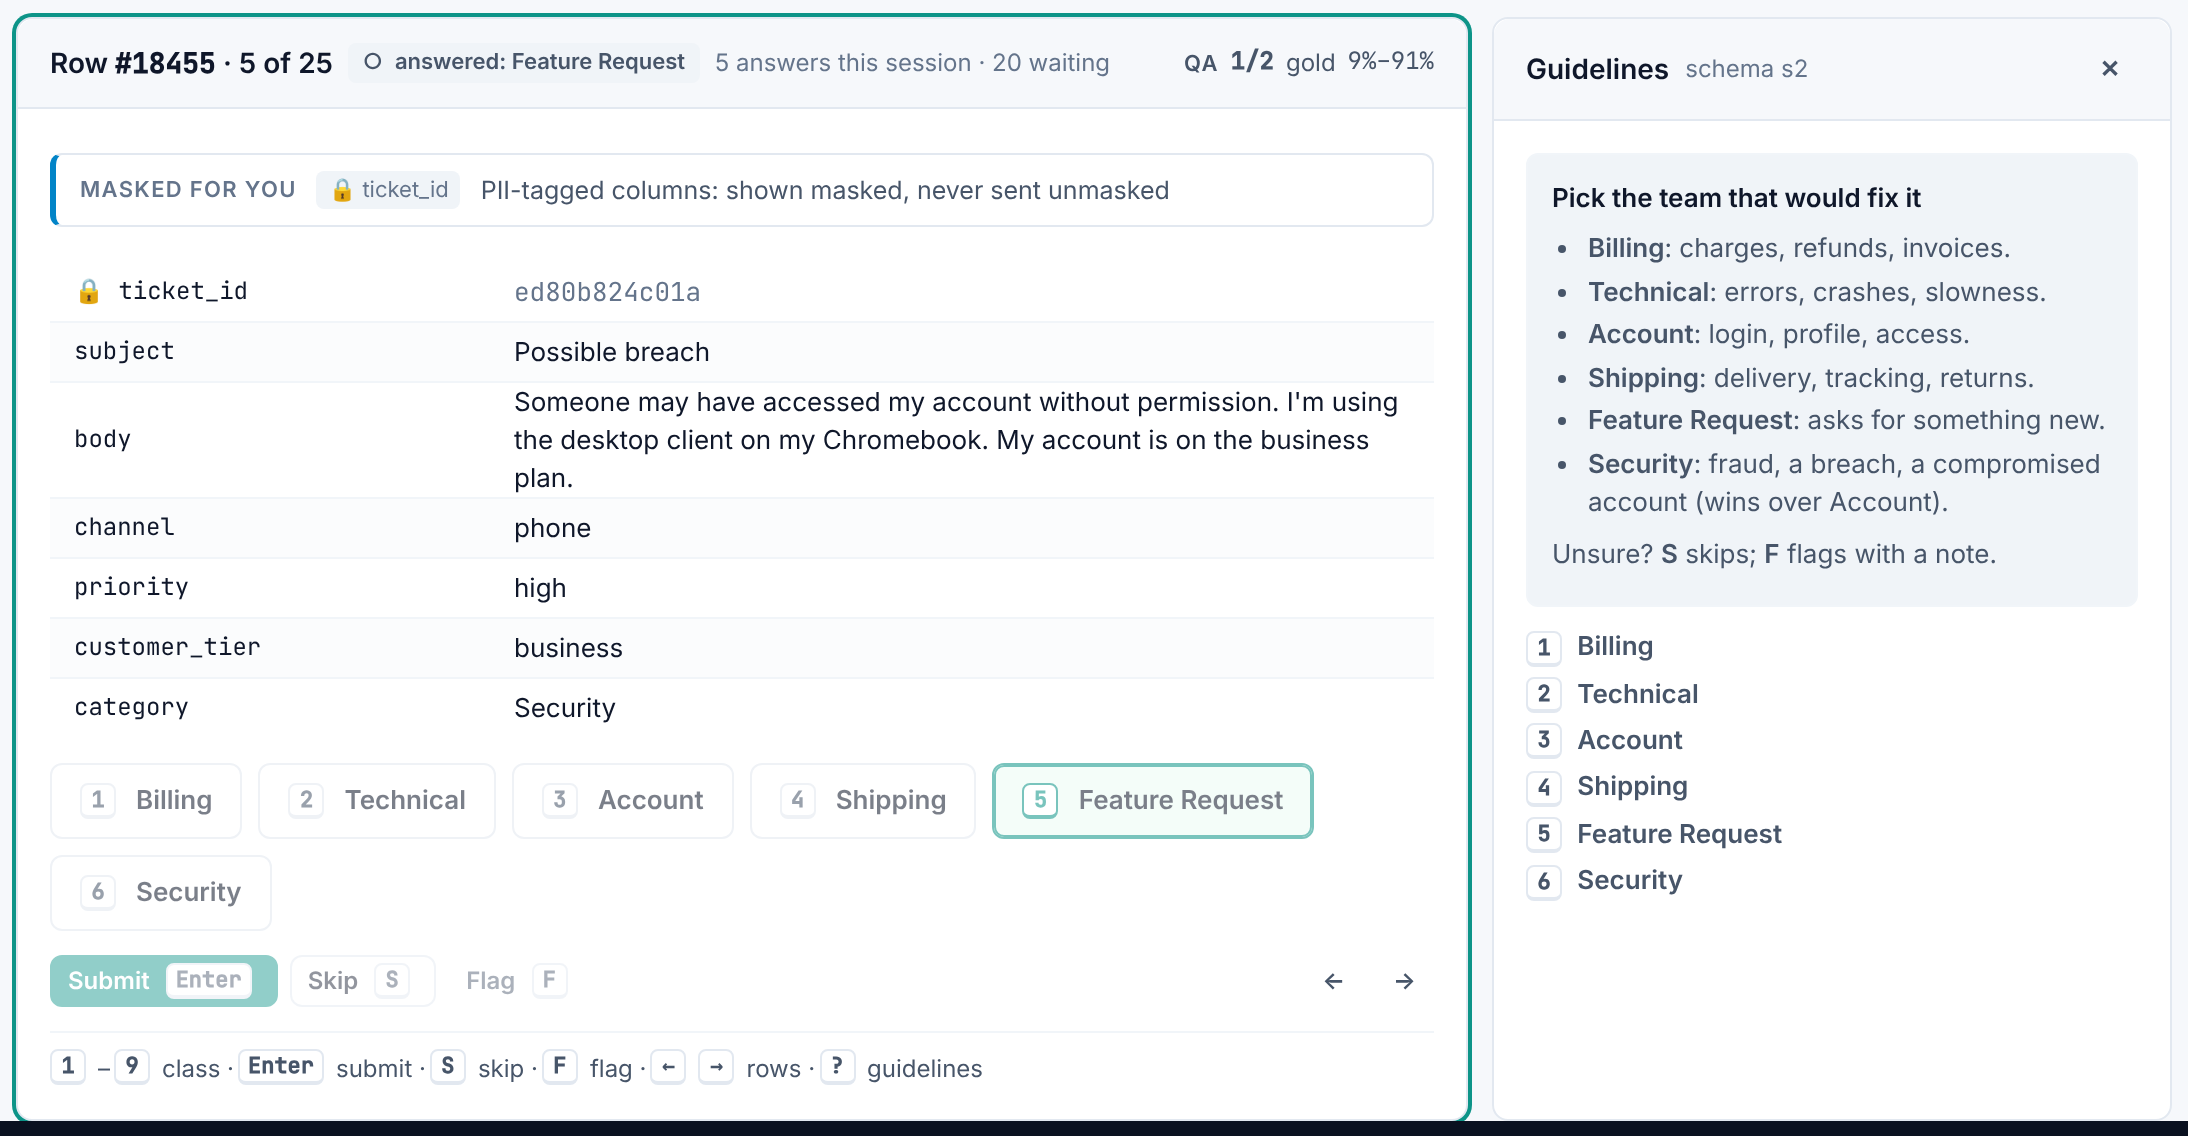 Row #18455 · 5 of 25 answered: Feature Request 5 answers this session · 20 waiting QA 1/2 gold 9%–91%
MASKED FOR YOU 🔒 ticket_id PII-tagged columns: shown masked, never sent unmasked
🔒 ticket_id ed80b824c01a
subject Possible breach
body Someone may have accessed my account without permission. I'm using
the desktop client on my Chromebook. My account is on the business
plan.
channel phone
priority high
customer_tier business
category Security
1 Billing 2 Technical 3 Account 4 Shipping 5 Feature Request
6 Security
Submit Enter Skip S Flag F ← →
1 – 9 class · Enter submit · S skip · F flag · ← → rows · ? guidelines
Guidelines schema s2 ×
Pick the team that would fix it
• Billing: charges, refunds, invoices.
• Technical: errors, crashes, slowness.
• Account: login, profile, access.
• Shipping: delivery, tracking, returns.
• Feature Request: asks for something new.
• Security: fraud, a breach, a compromised
account (wins over Account).
Unsure? S skips; F flags with a note.
1 Billing
2 Technical
3 Account
4 Shipping
5 Feature Request
6 Security